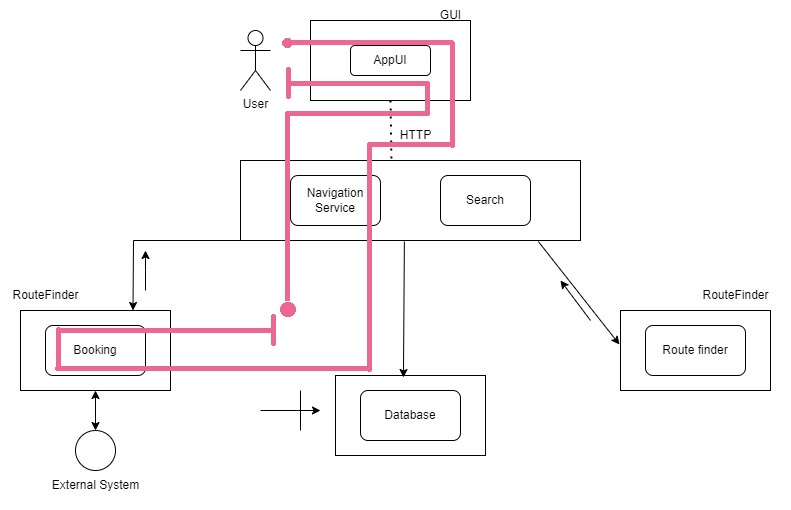 GUI
AppUI
User
HTTP
Navigation
Service
Search
RouteFinder
RouteFinder
Booking
Route finder
Database
External System